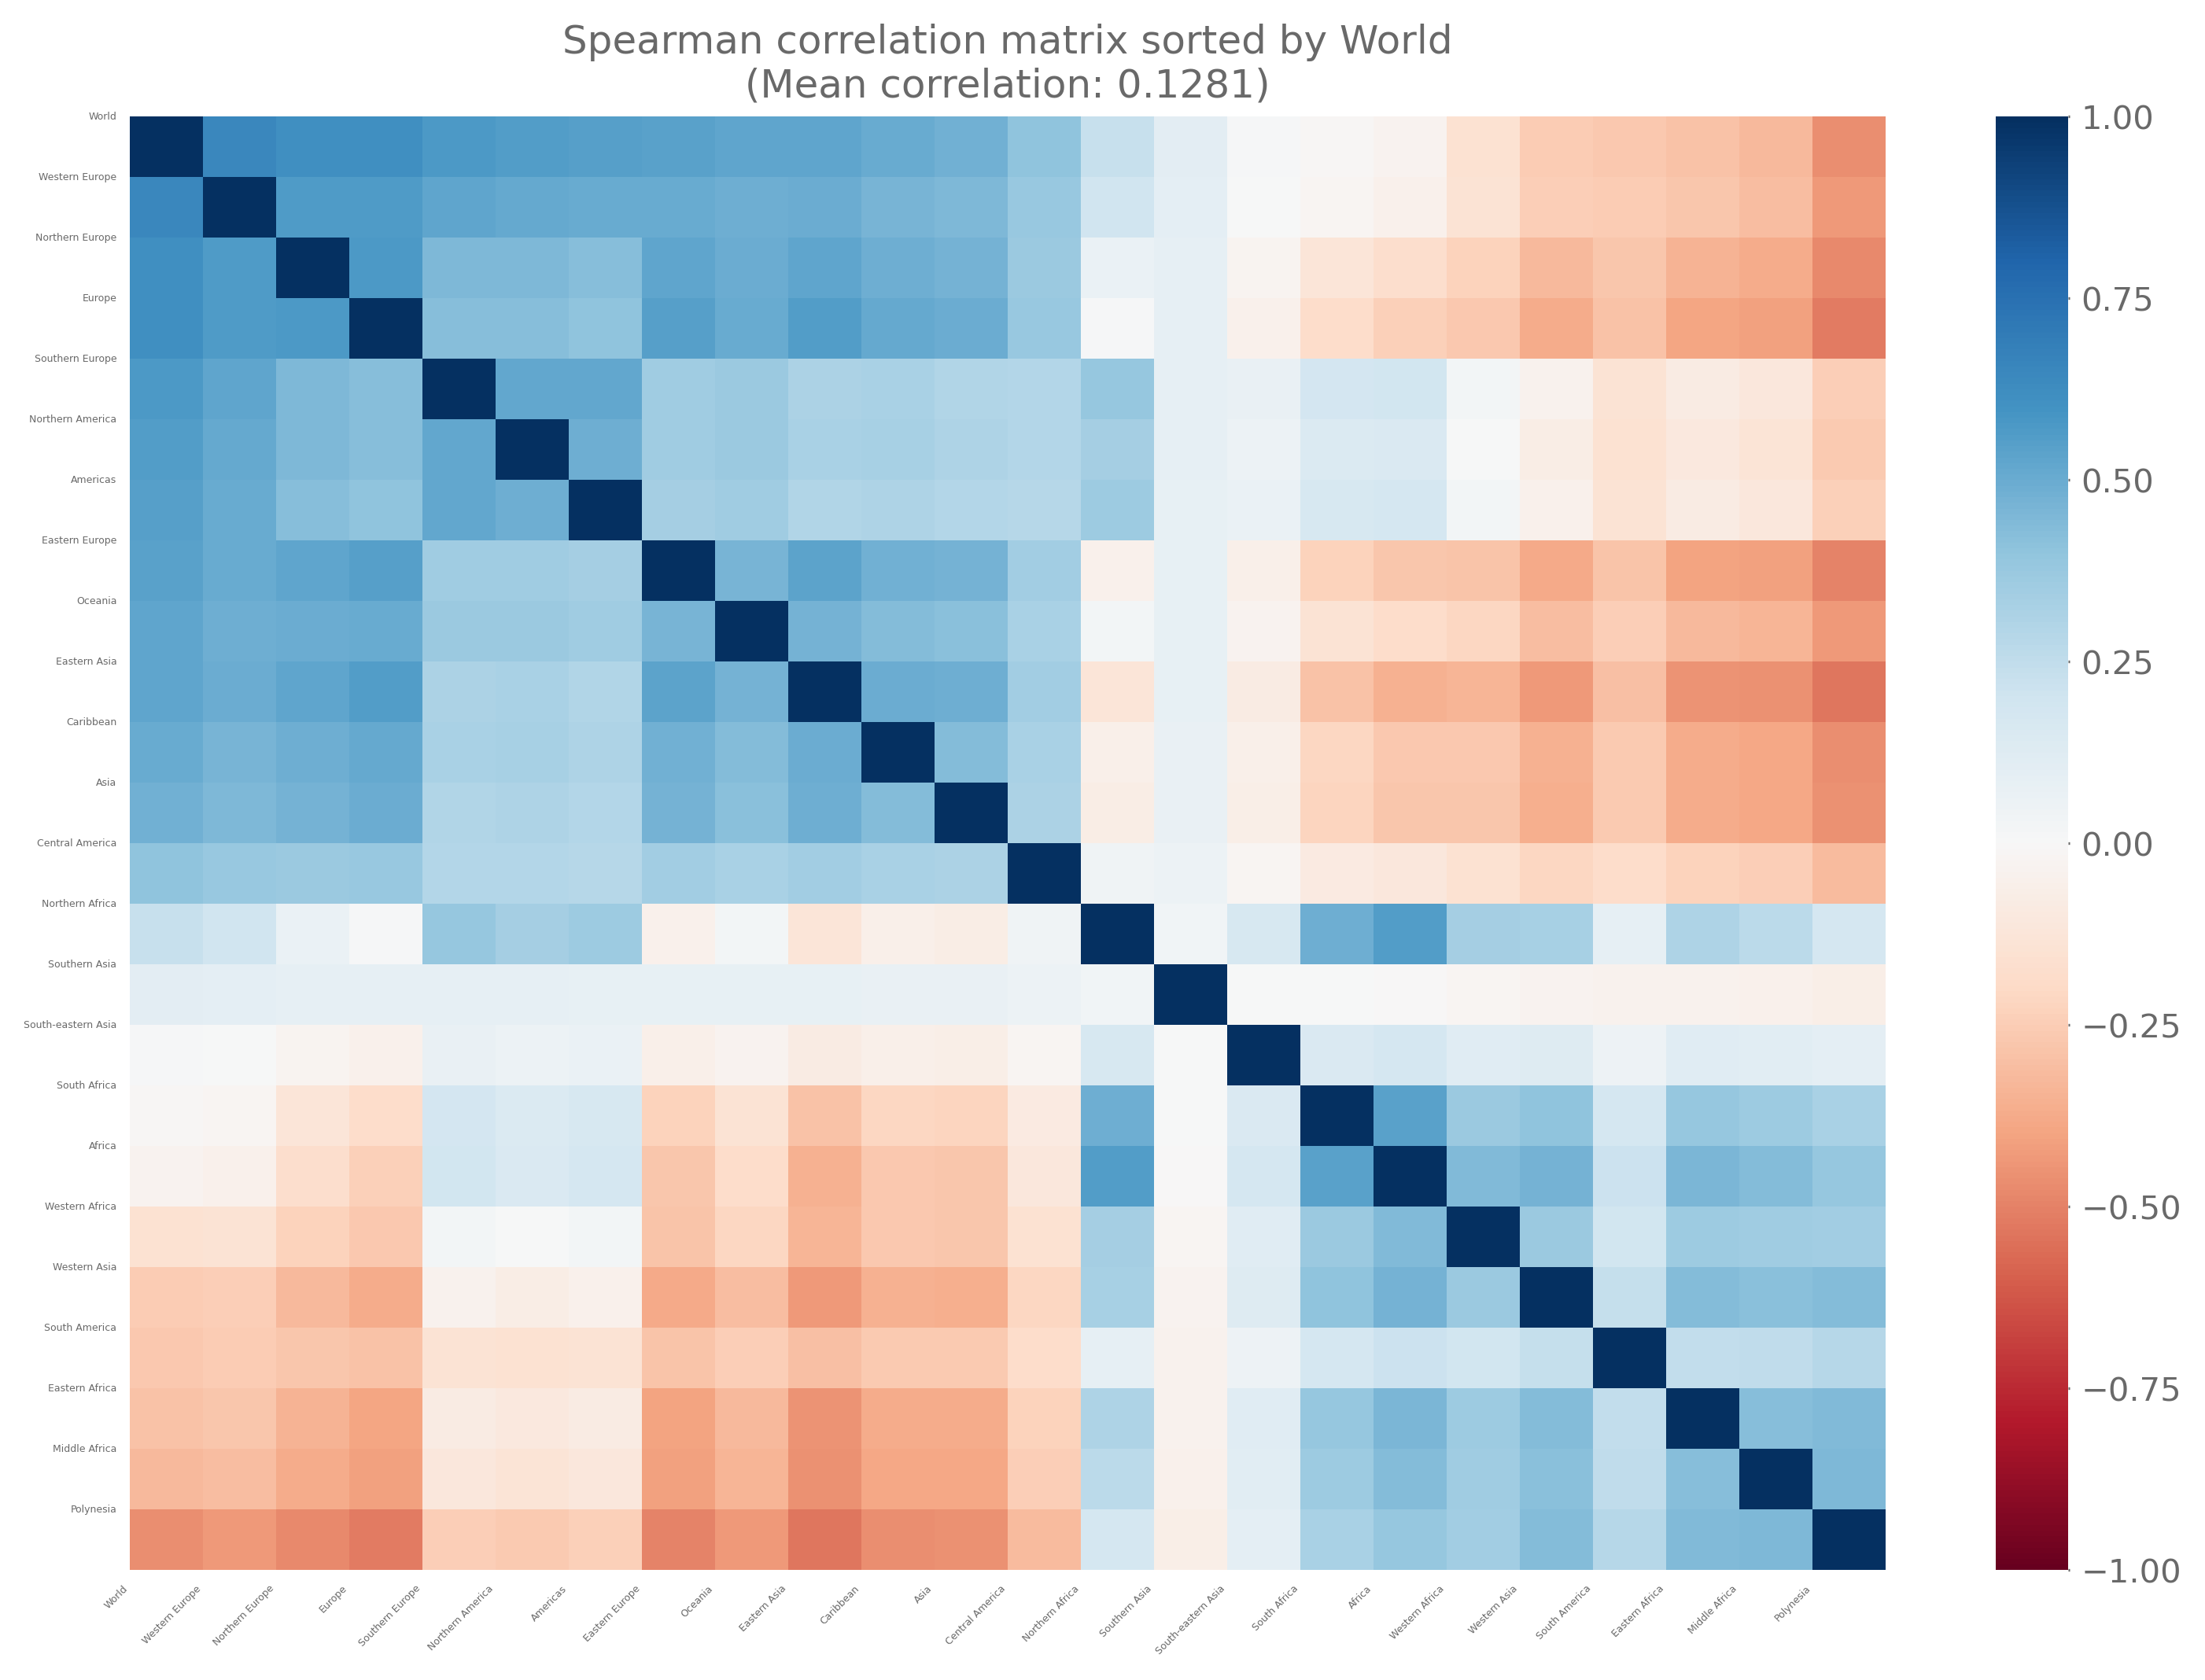 Spearman correlation matrix sorted by World
(Mean correlation: 0.1281)
World
Western Europe
Northern Europe
Europe
Southern Europe
Northern America
Americas
Eastern Europe
Oceania
Eastern Asia
Caribbean
Asia
Central America
Northern Africa
Southern Asia
South-eastern Asia
South Africa
Africa
Western Africa
Western Asia
South America
Eastern Africa
Middle Africa
Polynesia
World
Western Europe
Northern Europe
Europe
Southern Europe
Northern America
Americas
Eastern Europe
Oceania
Eastern Asia
Caribbean
Asia
Central America
Northern Africa
Southern Asia
South-eastern Asia
South Africa
Africa
Western Africa
Western Asia
South America
Eastern Africa
Middle Africa
Polynesia
1.00
0.75
0.50
0.25
0.00
−0.25
−0.50
−0.75
−1.00